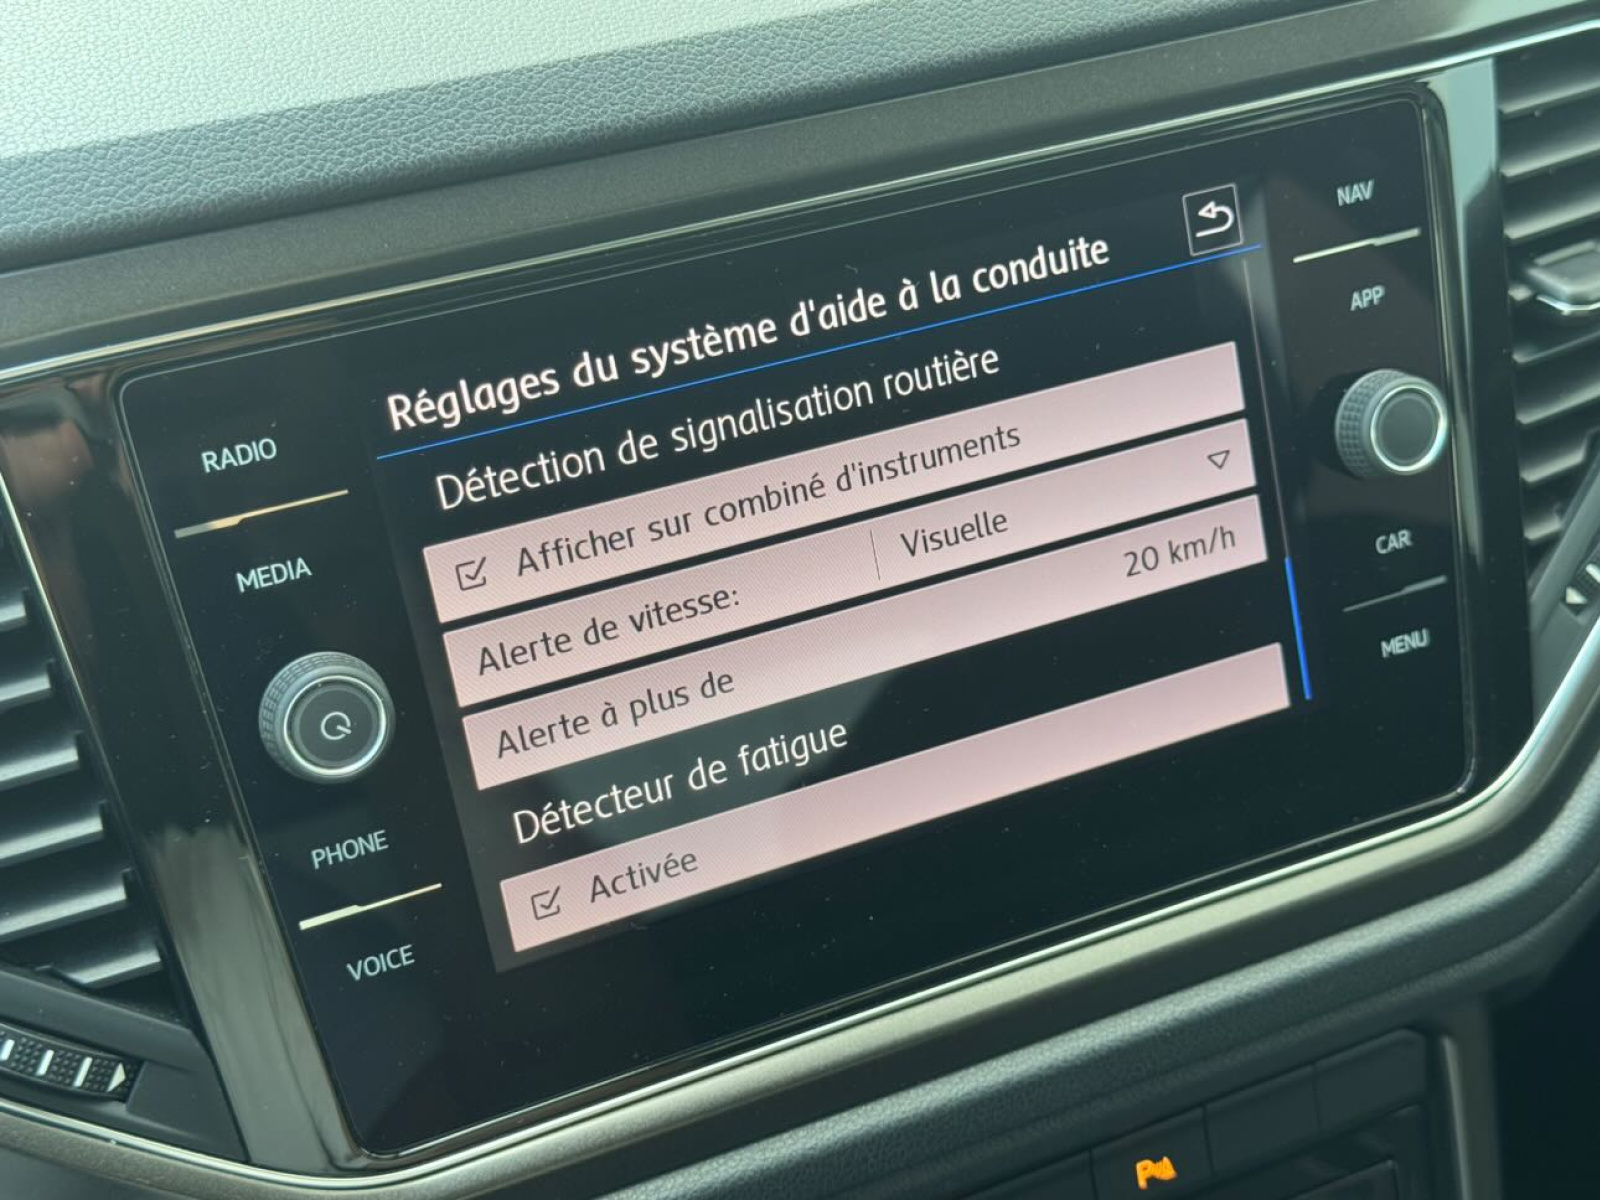 Réglages du système d'aide à la conduite
Détection de signalisation routière
Afficher sur combiné d'instruments
Alerte de vitesse: Visuelle
Alerte à plus de 20 km/h
Détecteur de fatigue
Activée
RADIO
MEDIA
PHONE
VOICE
NAV
APP
CAR
MENU